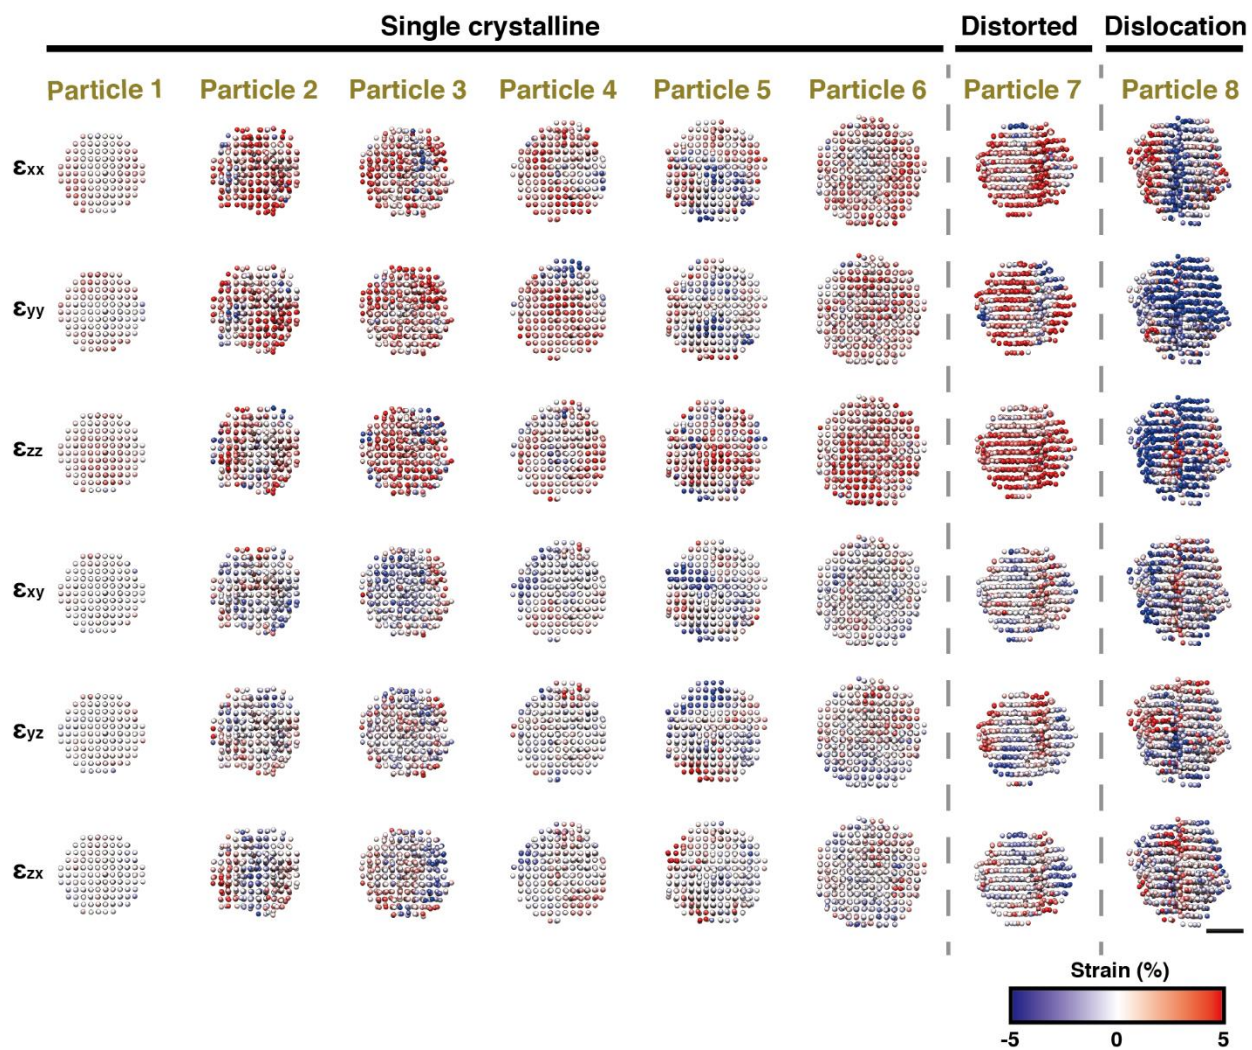 Single crystalline Distorted Dislocation
Particle 1 Particle 2 Particle 3 Particle 4 Particle 5 Particle 6 Particle 7 Particle 8
εxx
εyy
εzz
εxy
εyz
εzx
Strain (%)
-5 0 5